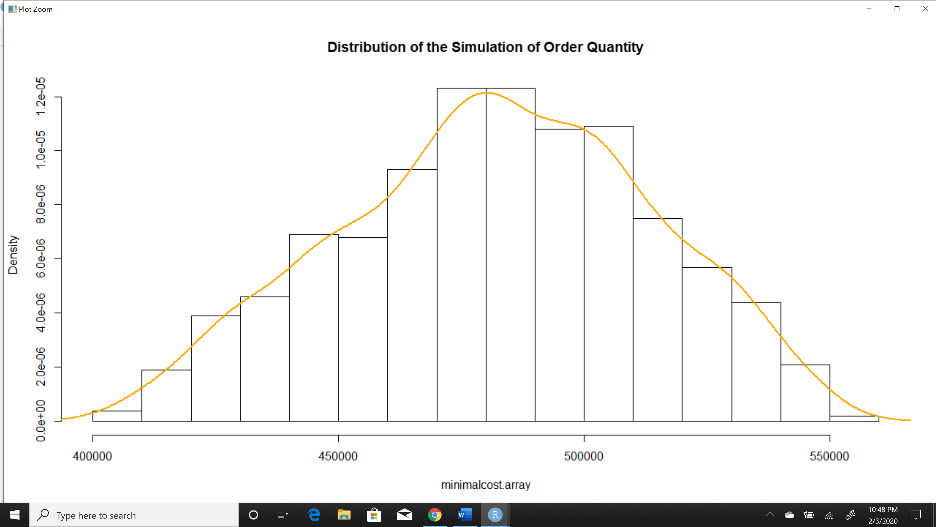 Plot Zoom
Distribution of the Simulation of Order Quantity
Density
1.2e-05
1.0e-05
8.0e-06
6.0e-06
4.0e-06
2.0e-06
0.0e+00
400000 450000 500000 550000
minimalcost.array
Type here to search
10:48 PM
2/3/2020